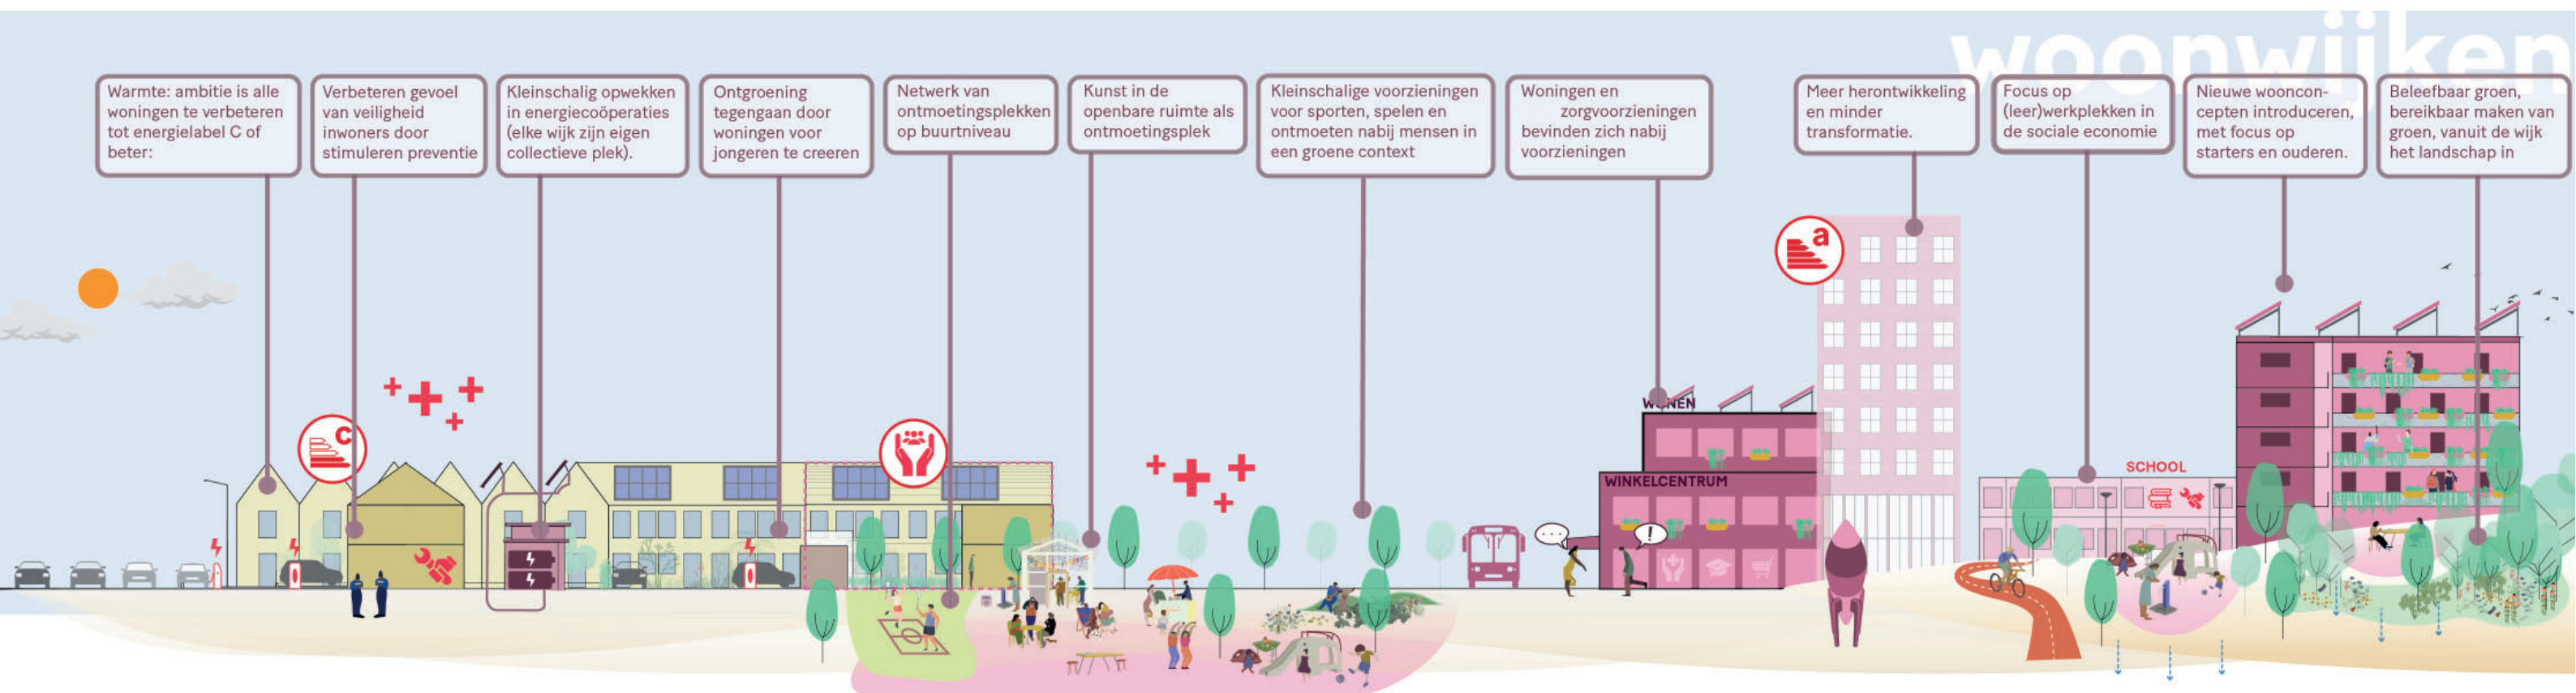 woonwijken
Warmte: ambitie is alle
woningen te verbeteren
tot energielabel C of
beter:
Verbeteren gevoel
van veiligheid
inwoners door
stimuleren preventie
Kleinschalig opwekken
in energiecoöperaties
(elke wijk zijn eigen
collectieve plek).
Ontgroening
tegengaan door
woningen voor
jongeren te creeren
Netwerk van
ontmoetingsplekken
op buurtniveau
Kunst in de
openbare ruimte als
ontmoetingsplek
Kleinschalige voorzieningen
voor sporten, spelen en
ontmoeten nabij mensen in
een groene context
Woningen en
zorgvoorzieningen
bevinden zich nabij
voorzieningen
Meer herontwikkeling
en minder
transformatie.
Focus op
(leer)werkplekken in
de sociale economie
Nieuwe wooncon-
cepten introduceren,
met focus op
starters en ouderen.
Beleefbaar groen,
bereikbaar maken van
groen, vanuit de wijk
het landschap in
c
a
WONEN
WINKELCENTRUM
SCHOOL
...
!